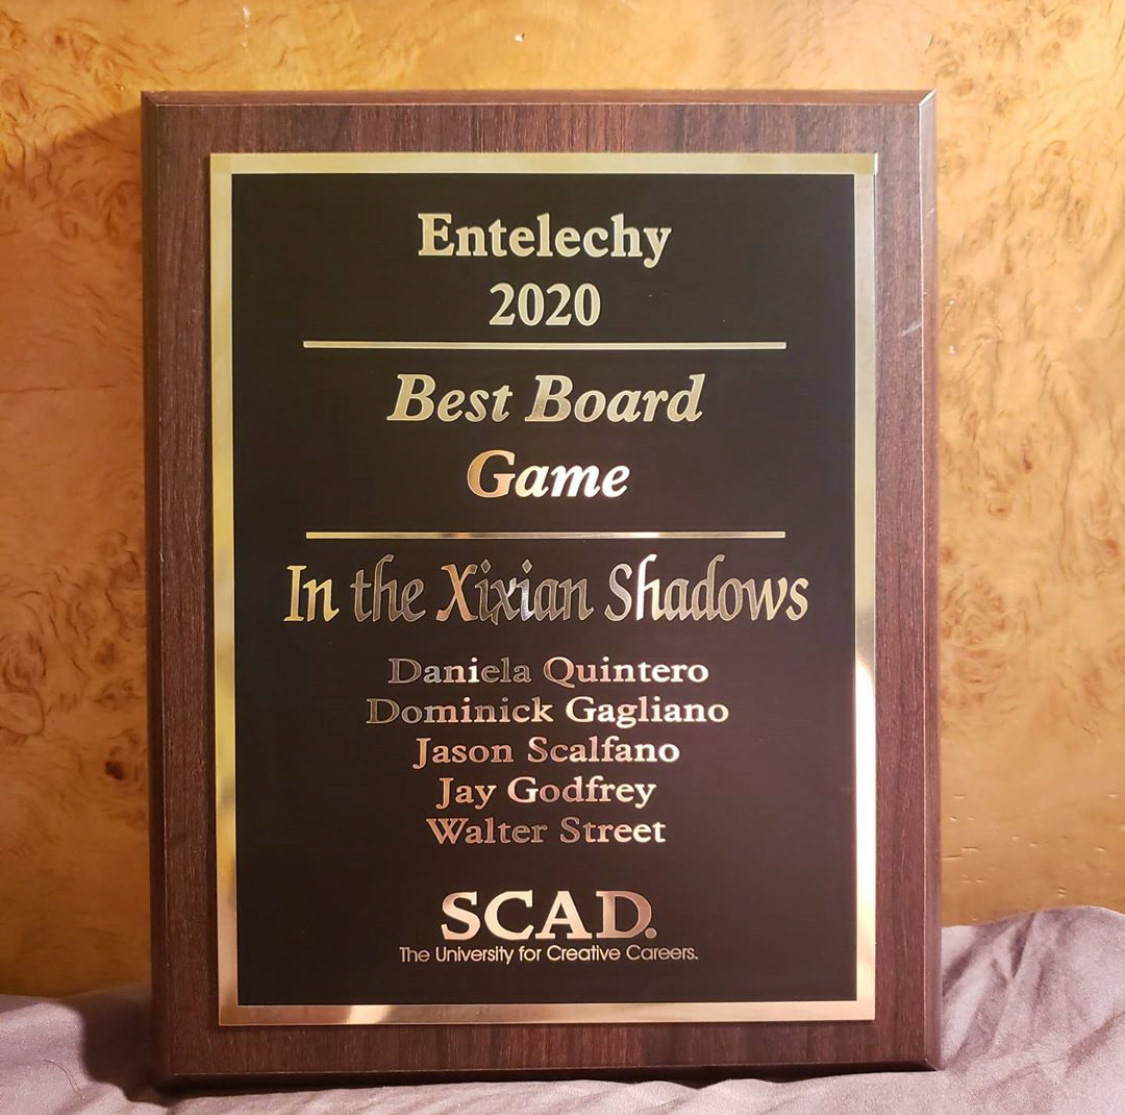 Entelechy
2020
Best Board
Game
In the Xixian Shadows
Daniela Quintero
Dominick Gagliano
Jason Scalfano
Jay Godfrey
Walter Street
SCAD.
The University for Creative Careers.